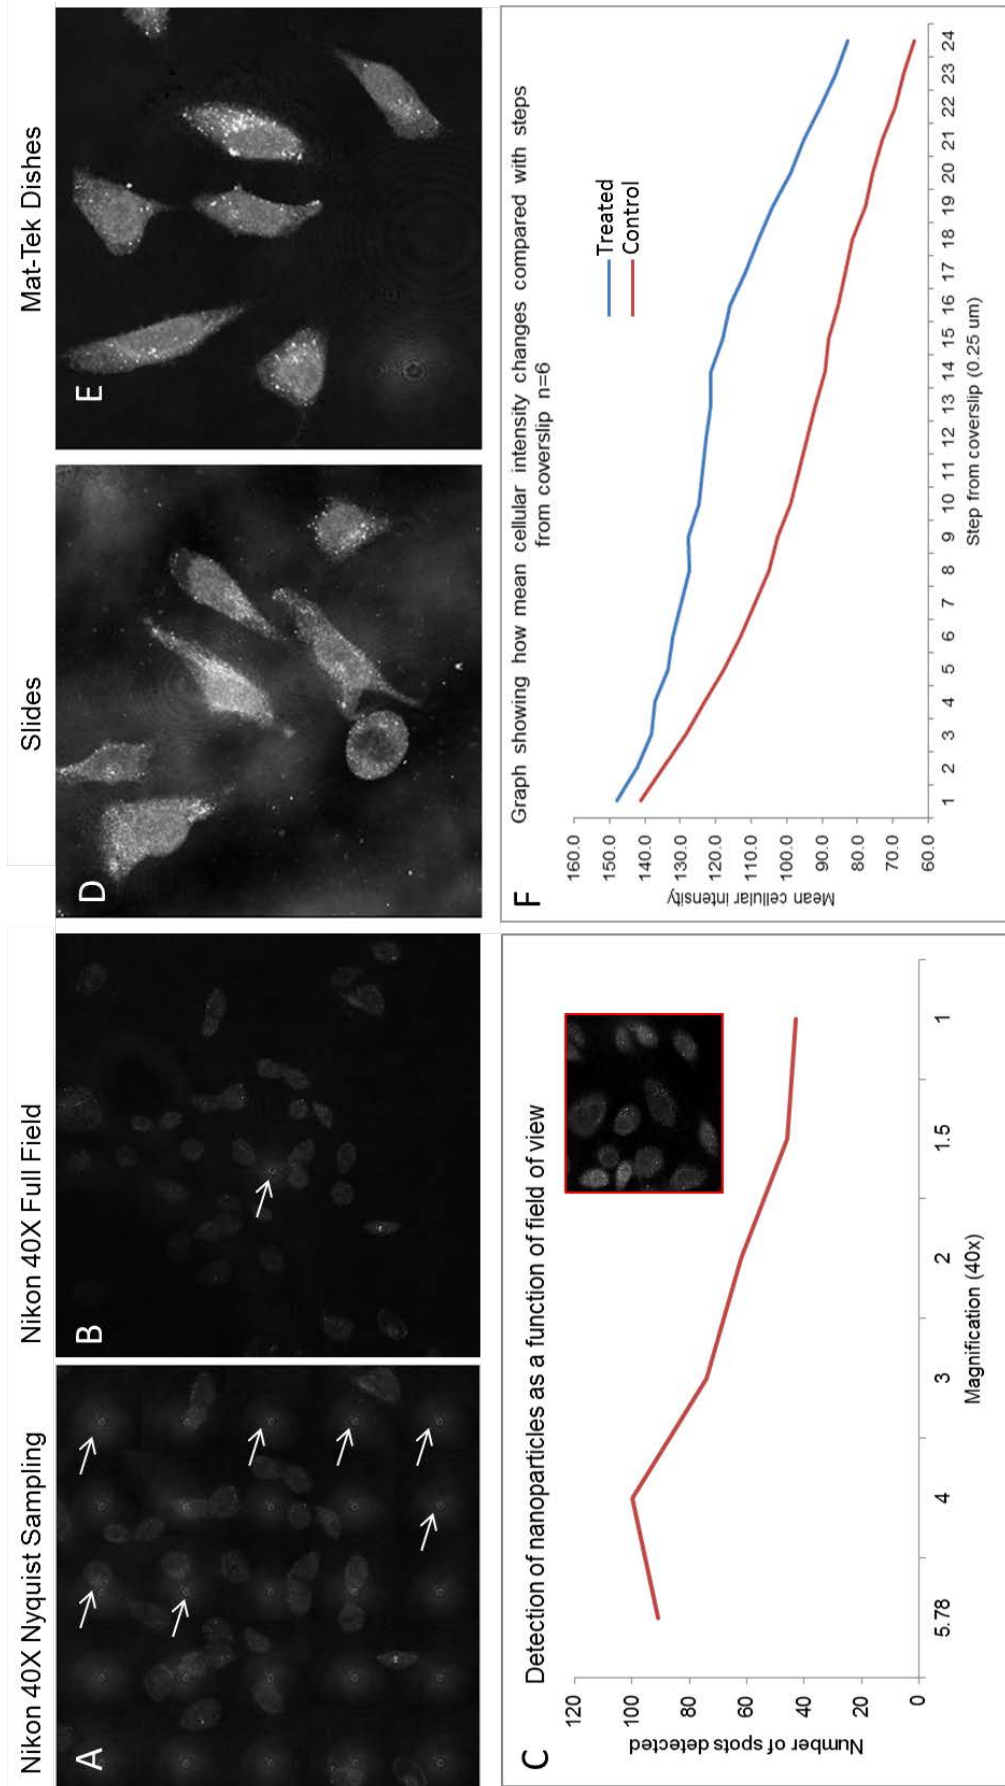 Nikon 40X Nyquist Sampling
Nikon 40X Full Field
Slides
Mat-Tek Dishes
A
B
D
E
C
Detection of nanoparticles as a function of field of view
Number of spots detected
120
100
80
60
40
20
0
5.78
4
3
2
1.5
1
Magnification (40x)
F
Graph showing how mean cellular intensity changes compared with steps
from coverslip n=6
Mean cellular intensity
160.0
150.0
140.0
130.0
120.0
110.0
100.0
90.0
80.0
70.0
60.0
Treated
Control
1 2 3 4 5 6 7 8 9 10 11 12 13 14 15 16 17 18 19 20 21 22 23 24
Step from coverslip (0.25 um)